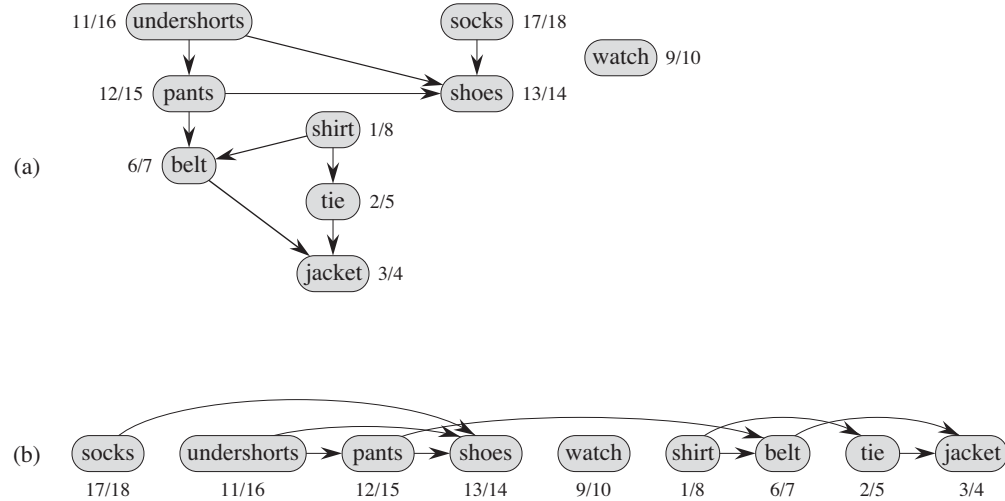 11/16 undershorts socks 17/18
watch 9/10
12/15 pants shoes 13/14
shirt 1/8
(a) 6/7 belt
tie 2/5
jacket 3/4
(b) socks undershorts pants shoes watch shirt belt tie jacket
17/18 11/16 12/15 13/14 9/10 1/8 6/7 2/5 3/4